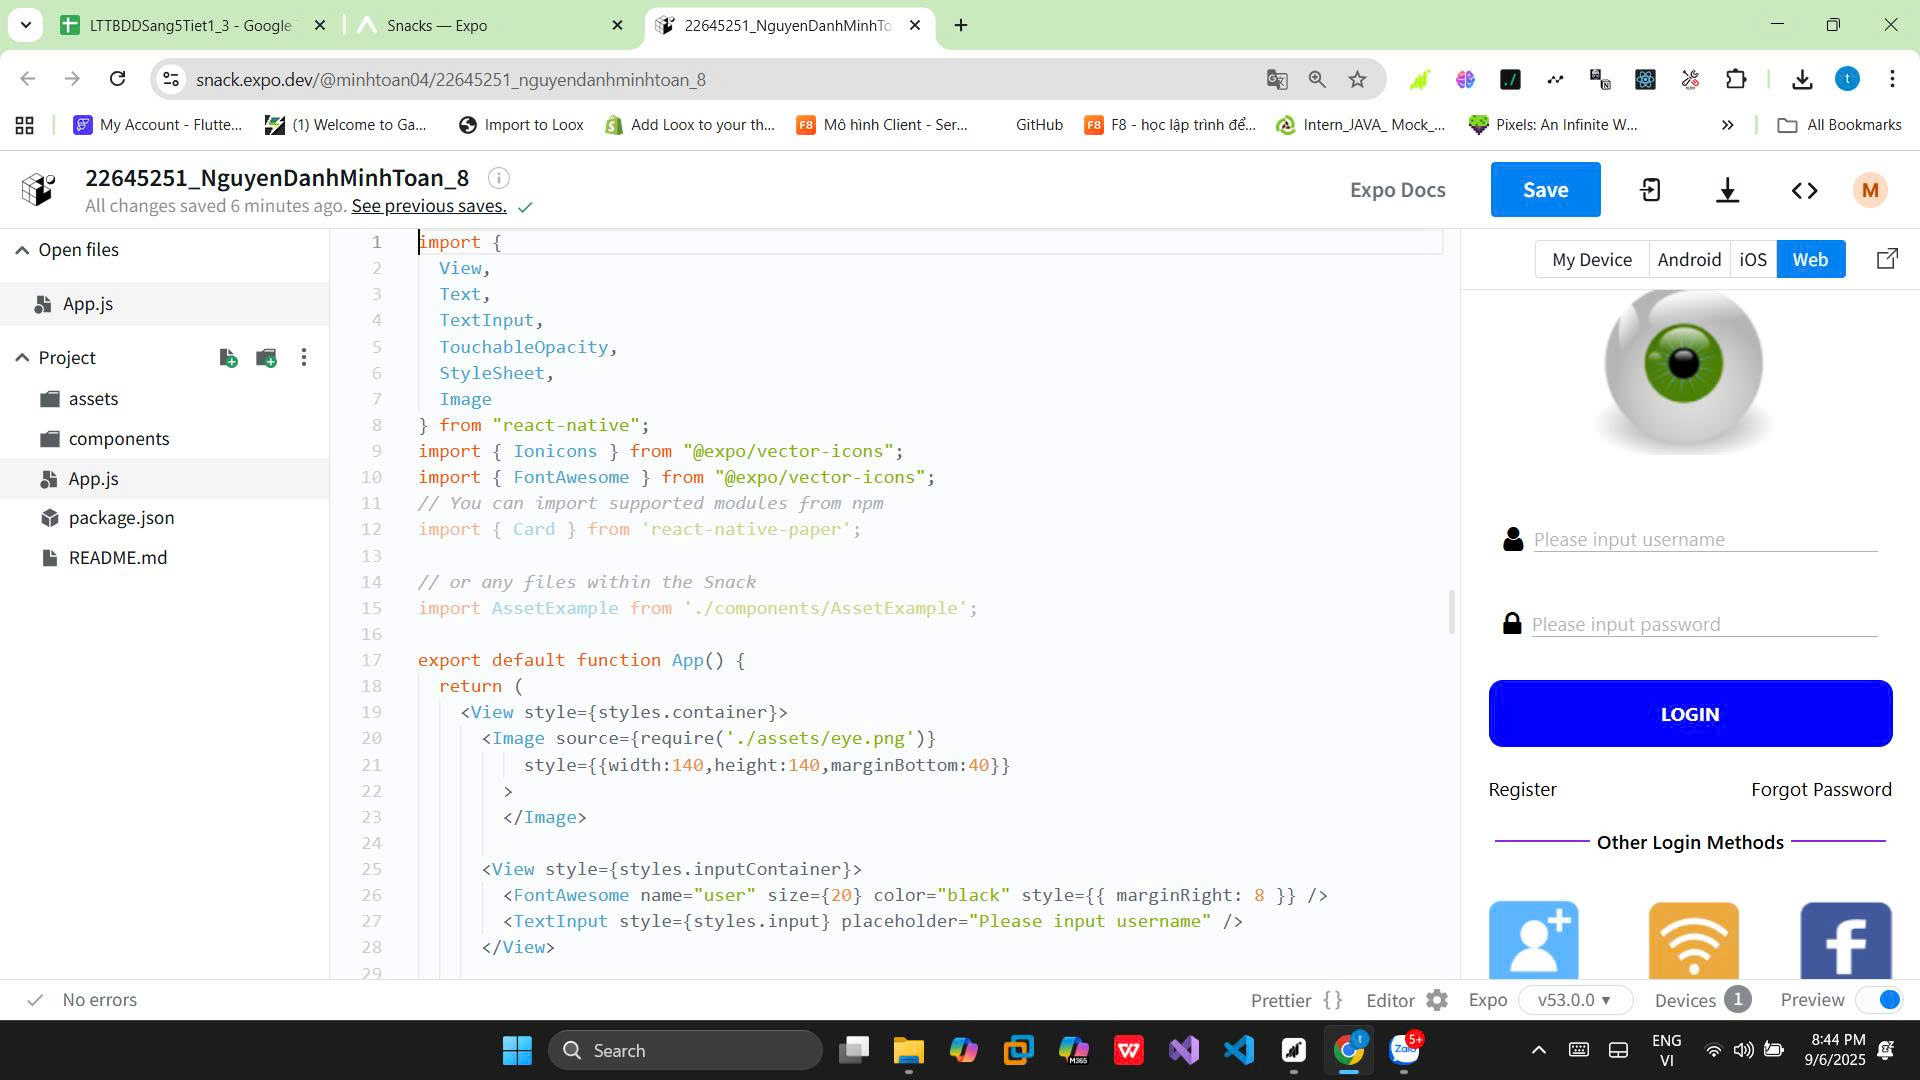 LTTBDDSang5Tiet1_3 - Google
Snacks — Expo
22645251_NguyenDanhMinhTo
snack.expo.dev/@minhtoan04/22645251_nguyendanhminhtoan_8
My Account - Flutte...
(1) Welcome to Ga...
Import to Loox
Add Loox to your th...
F8
Mô hình Client - Ser...
GitHub
F8
F8 - học lập trình để...
Intern_JAVA_ Mock_...
Pixels: An Infinite W...
All Bookmarks
22645251_NguyenDanhMinhToan_8
All changes saved 6 minutes ago. See previous saves.
Expo Docs
Save
M
Open files
App.js
Project
assets
components
App.js
package.json
README.md
1 import {
2 View,
3 Text,
4 TextInput,
5 TouchableOpacity,
6 StyleSheet,
7 Image
8 } from "react-native";
9 import { Ionicons } from "@expo/vector-icons";
10 import { FontAwesome } from "@expo/vector-icons";
11 // You can import supported modules from npm
12 import { Card } from 'react-native-paper';
13
14 // or any files within the Snack
15 import AssetExample from './components/AssetExample';
16
17 export default function App() {
18 return (
19 <View style={styles.container}>
20 <Image source={require('./assets/eye.png')}
21 style={{width:140,height:140,marginBottom:40}}
22 >
23 </Image>
24
25 <View style={styles.inputContainer}>
26 <FontAwesome name="user" size={20} color="black" style={{ marginRight: 8 }} />
27 <TextInput style={styles.input} placeholder="Please input username" />
28 </View>
29
My Device
Android
iOS
Web
Please input username
Please input password
LOGIN
Register
Forgot Password
Other Login Methods
No errors
Prettier {}
Editor
Expo
v53.0.0
Devices 1
Preview
Search
M365
Zalo
5+
ENG
VI
8:44 PM
9/6/2025